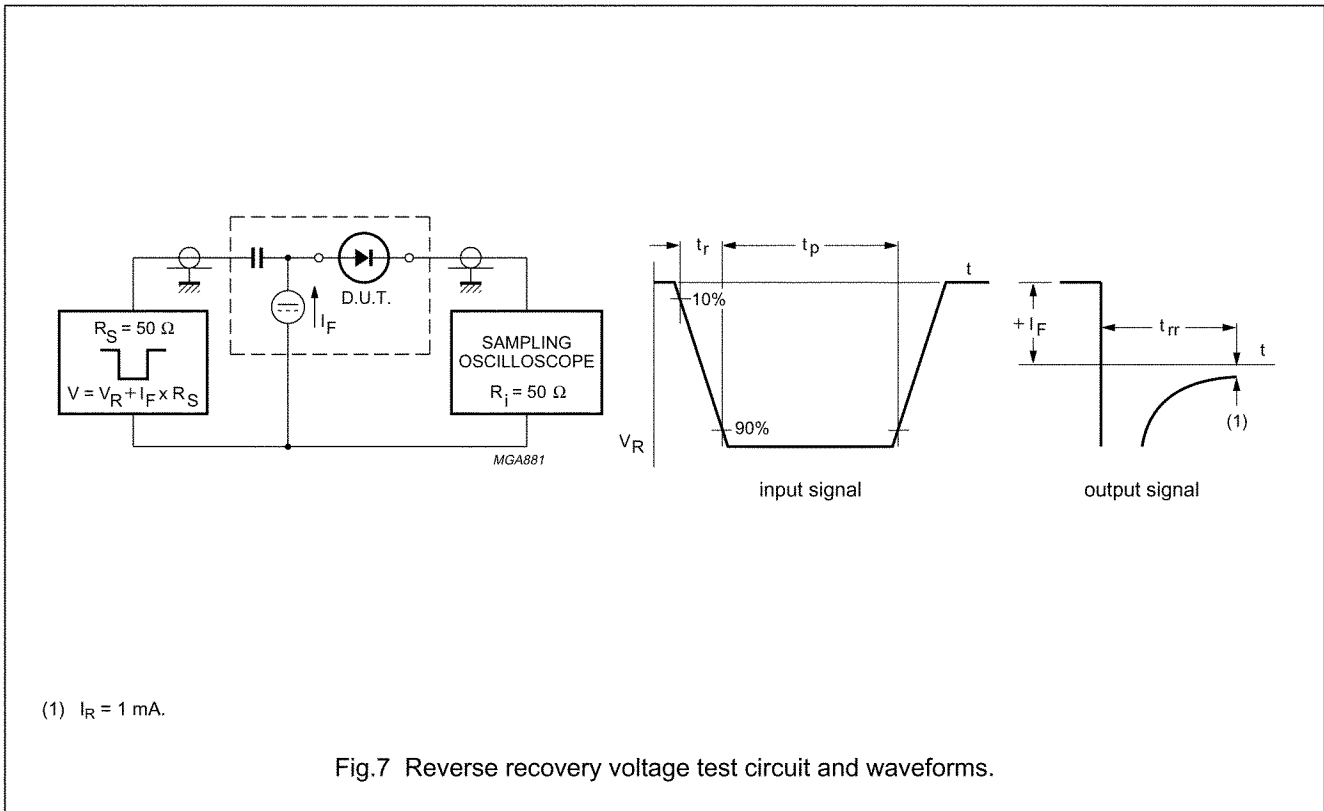 R_S = 50 Ω
V = V_R + I_F x R_S
I_F
D.U.T.
SAMPLING
OSCILLOSCOPE
R_i = 50 Ω
MGA881
t_r
t_p
t
10%
90%
V_R
input signal
+ I_F
t_rr
t
(1)
output signal
(1) I_R = 1 mA.
Fig.7 Reverse recovery voltage test circuit and waveforms.